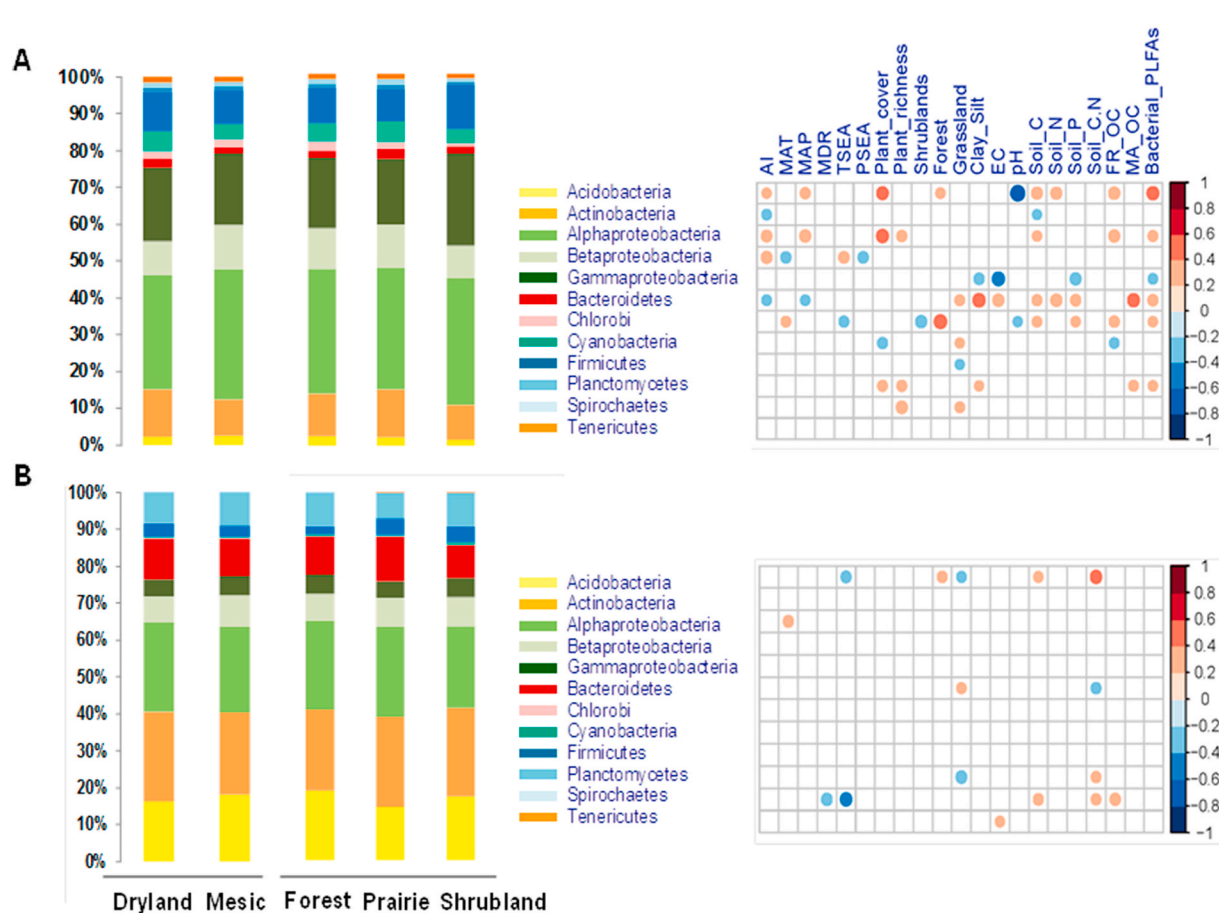 A
100%
90%
80%
70%
60%
50%
40%
30%
20%
10%
0%
Acidobacteria
Actinobacteria
Alphaproteobacteria
Betaproteobacteria
Gammaproteobacteria
Bacteroidetes
Chlorobi
Cyanobacteria
Firmicutes
Planctomycetes
Spirochaetes
Tenericutes
AI
MAT
MAP
MDR
TSEA
PSEA
Plant_cover
Plant_richness
Shrublands
Forest
Grassland
Clay_Silt
EC
pH
Soil_C
Soil_N
Soil_P
Soil_C.N
FR_OC
MA_OC
Bacterial_PLFAs
1
0.8
0.6
0.4
0.2
0
−0.2
−0.4
−0.6
−0.8
−1
B
100%
90%
80%
70%
60%
50%
40%
30%
20%
10%
0%
Dryland Mesic Forest Prairie Shrubland
Acidobacteria
Actinobacteria
Alphaproteobacteria
Betaproteobacteria
Gammaproteobacteria
Bacteroidetes
Chlorobi
Cyanobacteria
Firmicutes
Planctomycetes
Spirochaetes
Tenericutes
1
0.8
0.6
0.4
0.2
0
−0.2
−0.4
−0.6
−0.8
−1